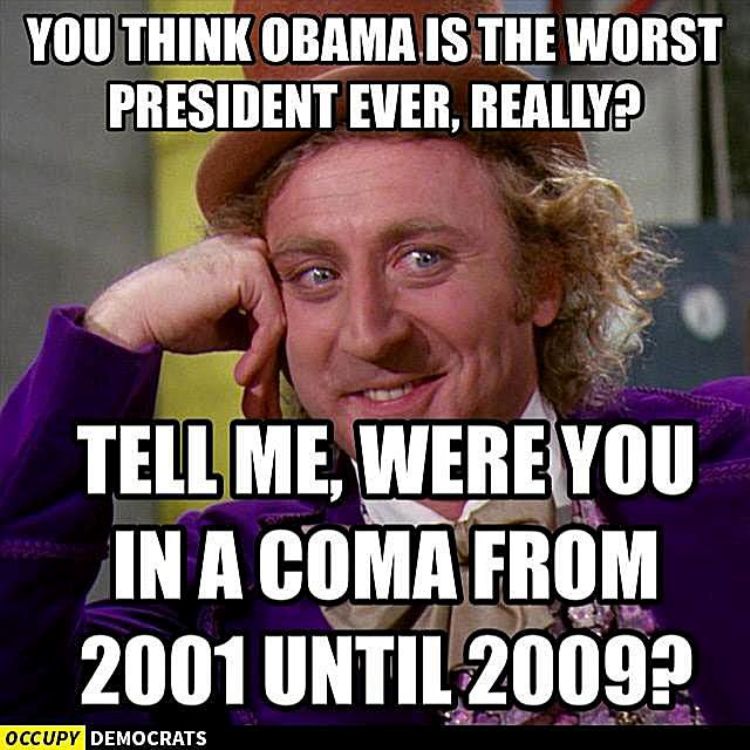 YOU THINK OBAMA IS THE WORST
PRESIDENT EVER, REALLY?
TELL ME, WERE YOU
IN A COMA FROM
2001 UNTIL 2009?
OCCUPY DEMOCRATS